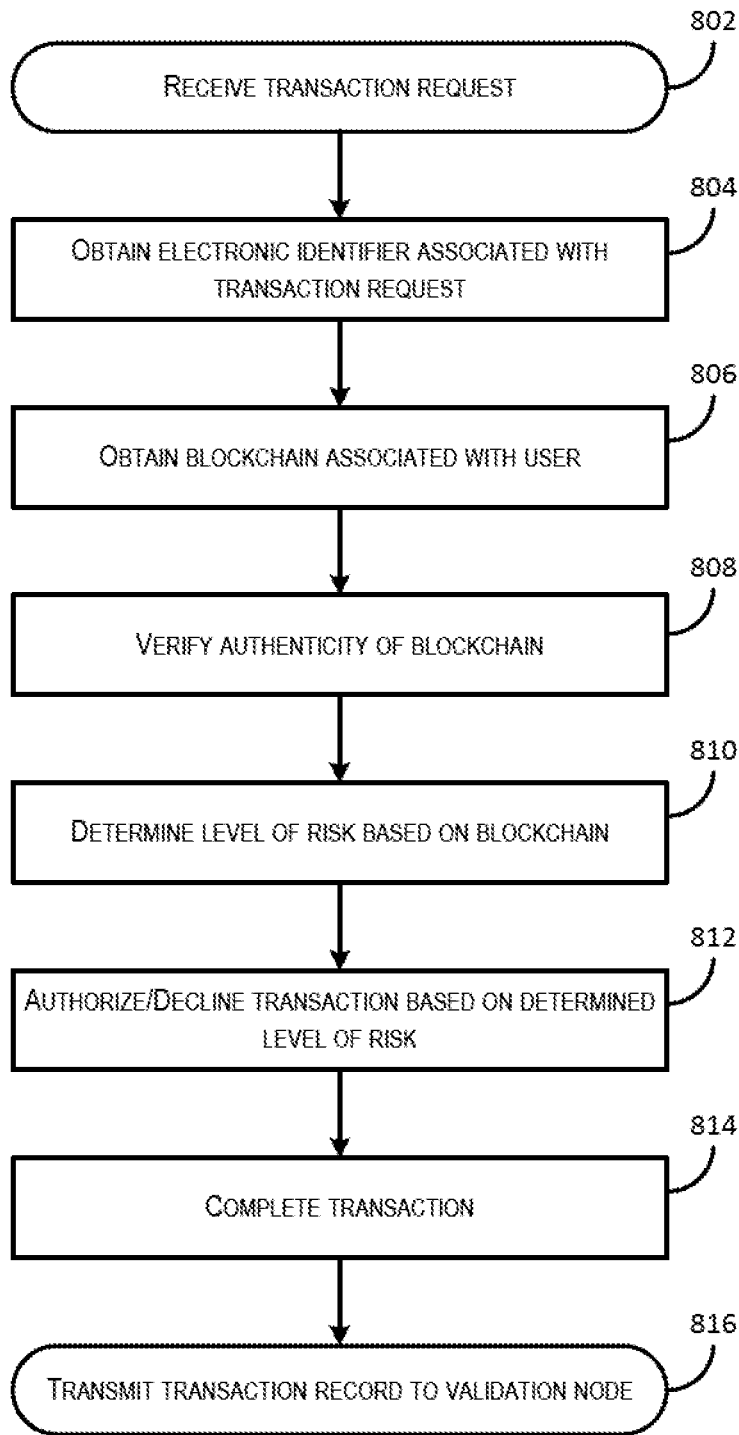 802
RECEIVE TRANSACTION REQUEST
804
OBTAIN ELECTRONIC IDENTIFIER ASSOCIATED WITH
TRANSACTION REQUEST
806
OBTAIN BLOCKCHAIN ASSOCIATED WITH USER
808
VERIFY AUTHENTICITY OF BLOCKCHAIN
810
DETERMINE LEVEL OF RISK BASED ON BLOCKCHAIN
812
AUTHORIZE/DECLINE TRANSACTION BASED ON DETERMINED
LEVEL OF RISK
814
COMPLETE TRANSACTION
816
TRANSMIT TRANSACTION RECORD TO VALIDATION NODE